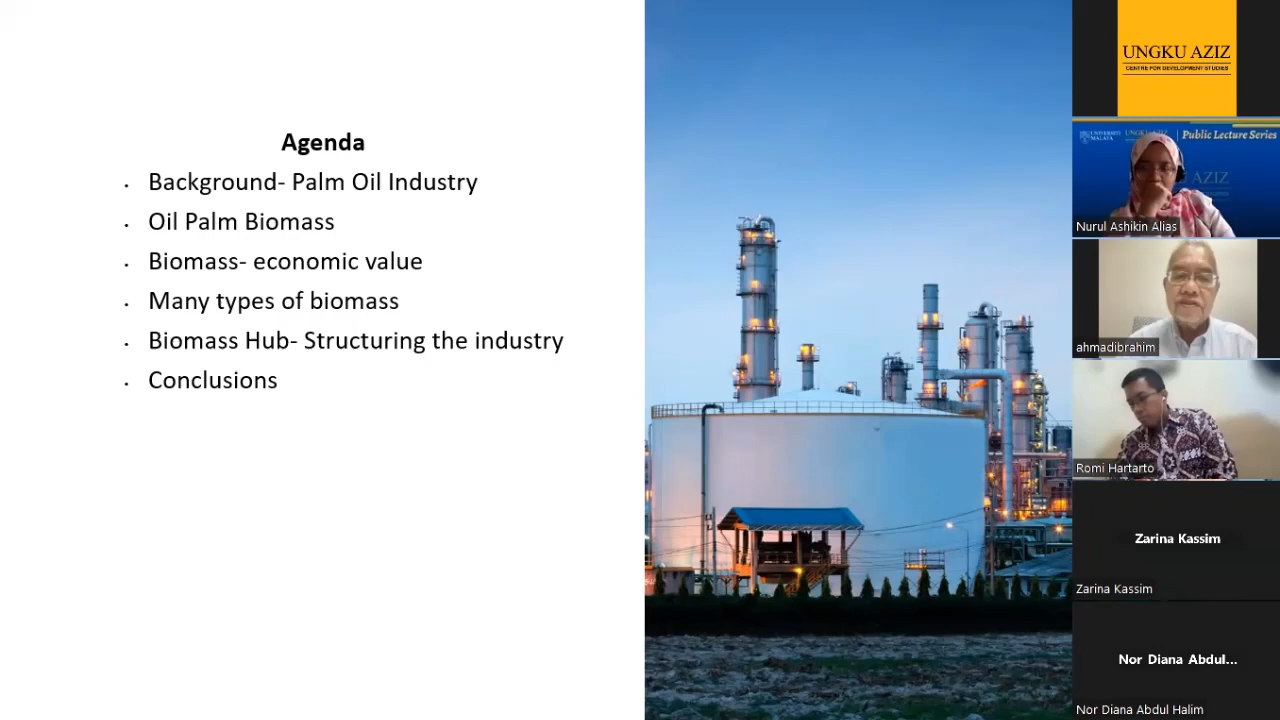 Agenda
Background- Palm Oil Industry
Oil Palm Biomass
Biomass- economic value
Many types of biomass
Biomass Hub- Structuring the industry
Conclusions
UNGKU AZIZ
CENTRE FOR DEVELOPMENT STUDIES
UNIVERSITI
MALAYA
Public Lecture Series
AZIZ
Nurul Ashikin Alias
ahmadibrahim
Romi Hartarto
Zarina Kassim
Zarina Kassim
Nor Diana Abdul...
Nor Diana Abdul Halim